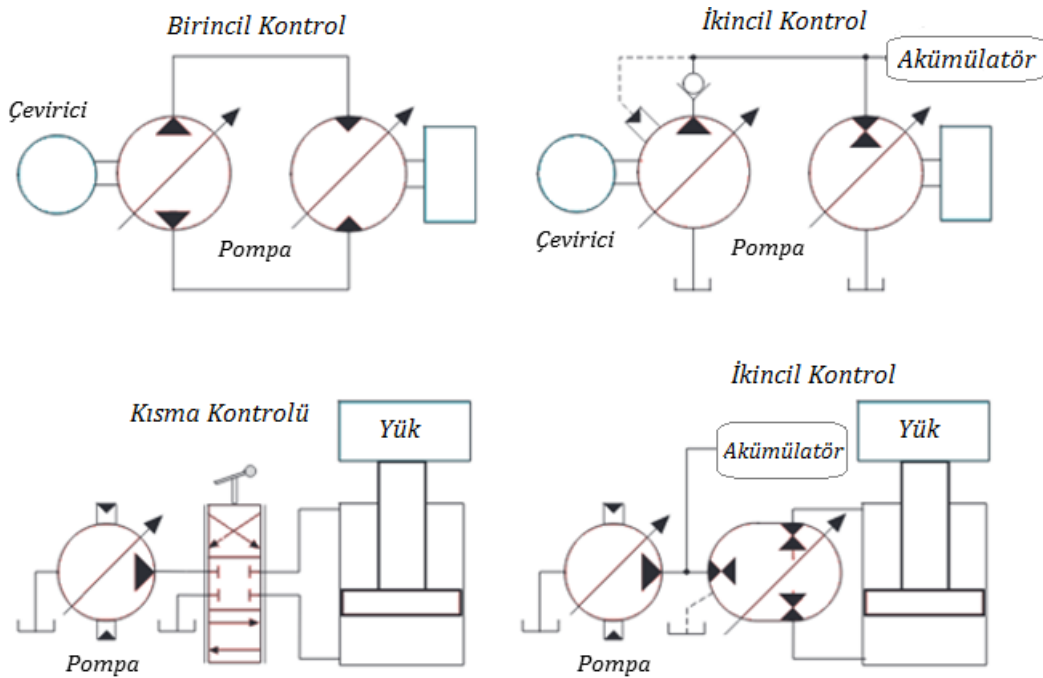 Birincil Kontrol
Çevirici
Pompa
İkincil Kontrol
Akümülatör
Çevirici
Pompa
Kısma Kontrolü
Yük
Pompa
İkincil Kontrol
Akümülatör
Yük
Pompa